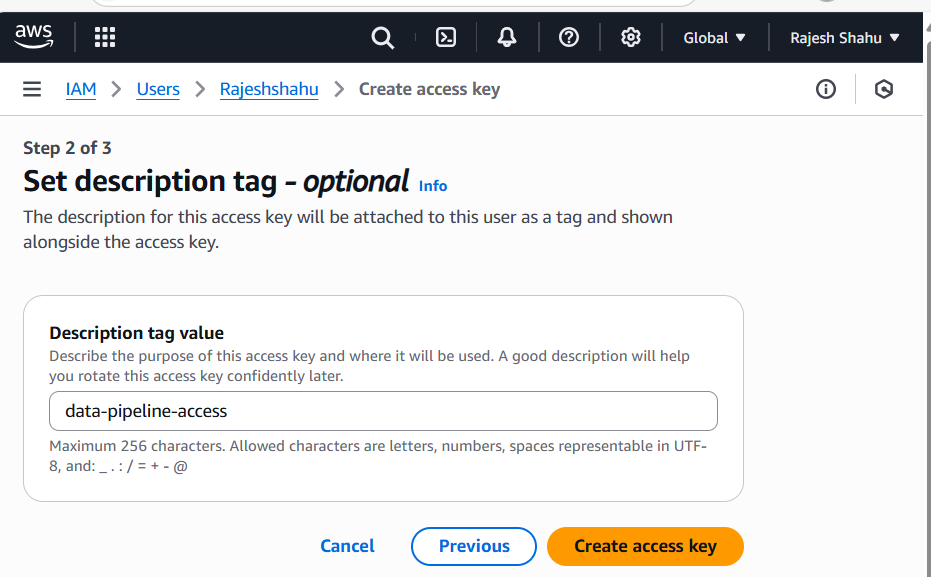 aws
Global ▼
Rajesh Shahu ▼
IAM > Users > Rajeshshahu > Create access key
Step 2 of 3
Set description tag - optional Info
The description for this access key will be attached to this user as a tag and shown
alongside the access key.
Description tag value
Describe the purpose of this access key and where it will be used. A good description will help
you rotate this access key confidently later.
data-pipeline-access
Maximum 256 characters. Allowed characters are letters, numbers, spaces representable in UTF-
8, and: _ . : / = + - @
Cancel
Previous
Create access key